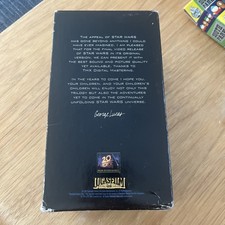 The appeal of STAR WARS
has gone beyond anything I could
have ever imagined. I am pleased
that for the final video release
of STAR WARS in its original
version, we can present it with
the best sound and picture quality
yet available, thanks to
THX Digital Mastering.
In the years to come I hope you,
your children, and your children's
children will enjoy not only this
trilogy but also the adventures
yet to come in the continually
unfolding STAR WARS universe.
George Lucas
20
LUCASFILM